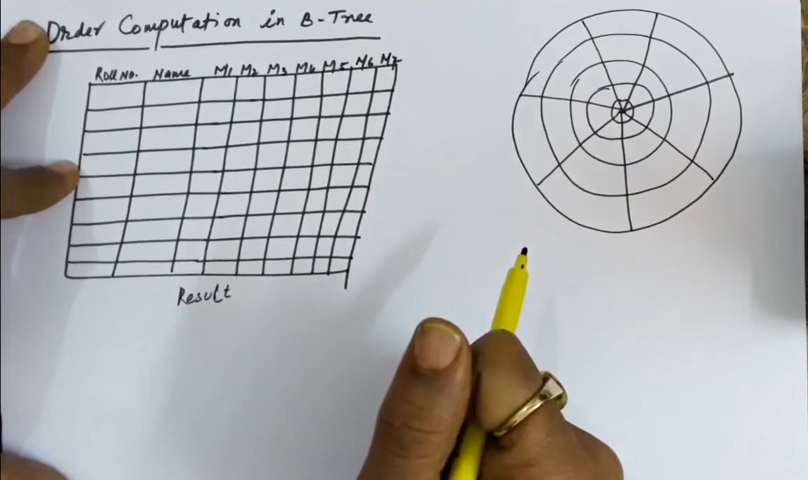 Order Computation in B-Tree
Roll No. Name M1 M2 M3 M4 M5 M6 M7
Result